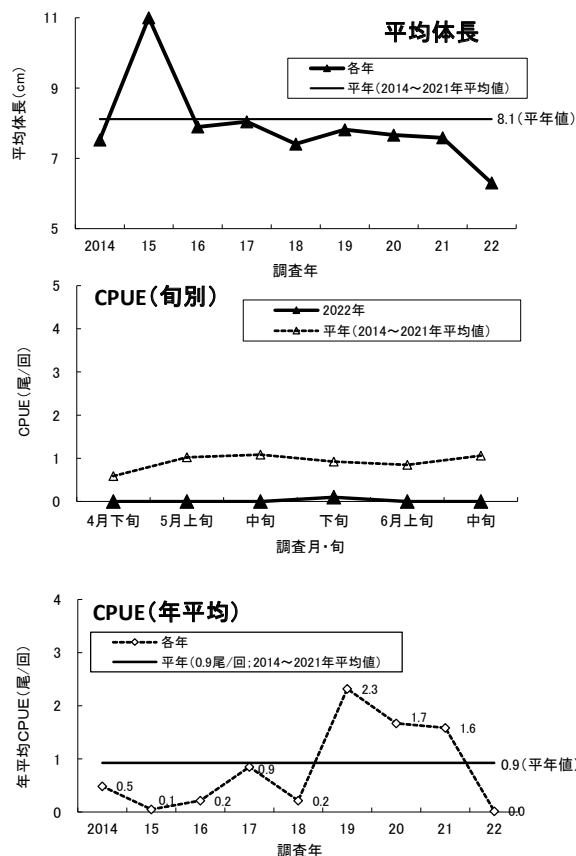 平均体長
各年
平年(2014～2021年平均値)
平均体長(cm)
11
9
7
5
8.1(平年値)
2014 15 16 17 18 19 20 21 22
調査年
CPUE(旬別)
2022年
平年(2014～2021年平均値)
CPUE(尾/回)
5
4
3
2
1
0
4月下旬 5月上旬 中旬 下旬 6月上旬 中旬
調査月・旬
CPUE(年平均)
各年
平年(0.9尾/回;2014～2021年平均値)
年平均CPUE(尾/回)
4
3
2
1
0
0.5
0.1
0.2
0.9
0.2
2.3
1.7
1.6
0.0
0.9(平年値)
2014 15 16 17 18 19 20 21 22
調査年